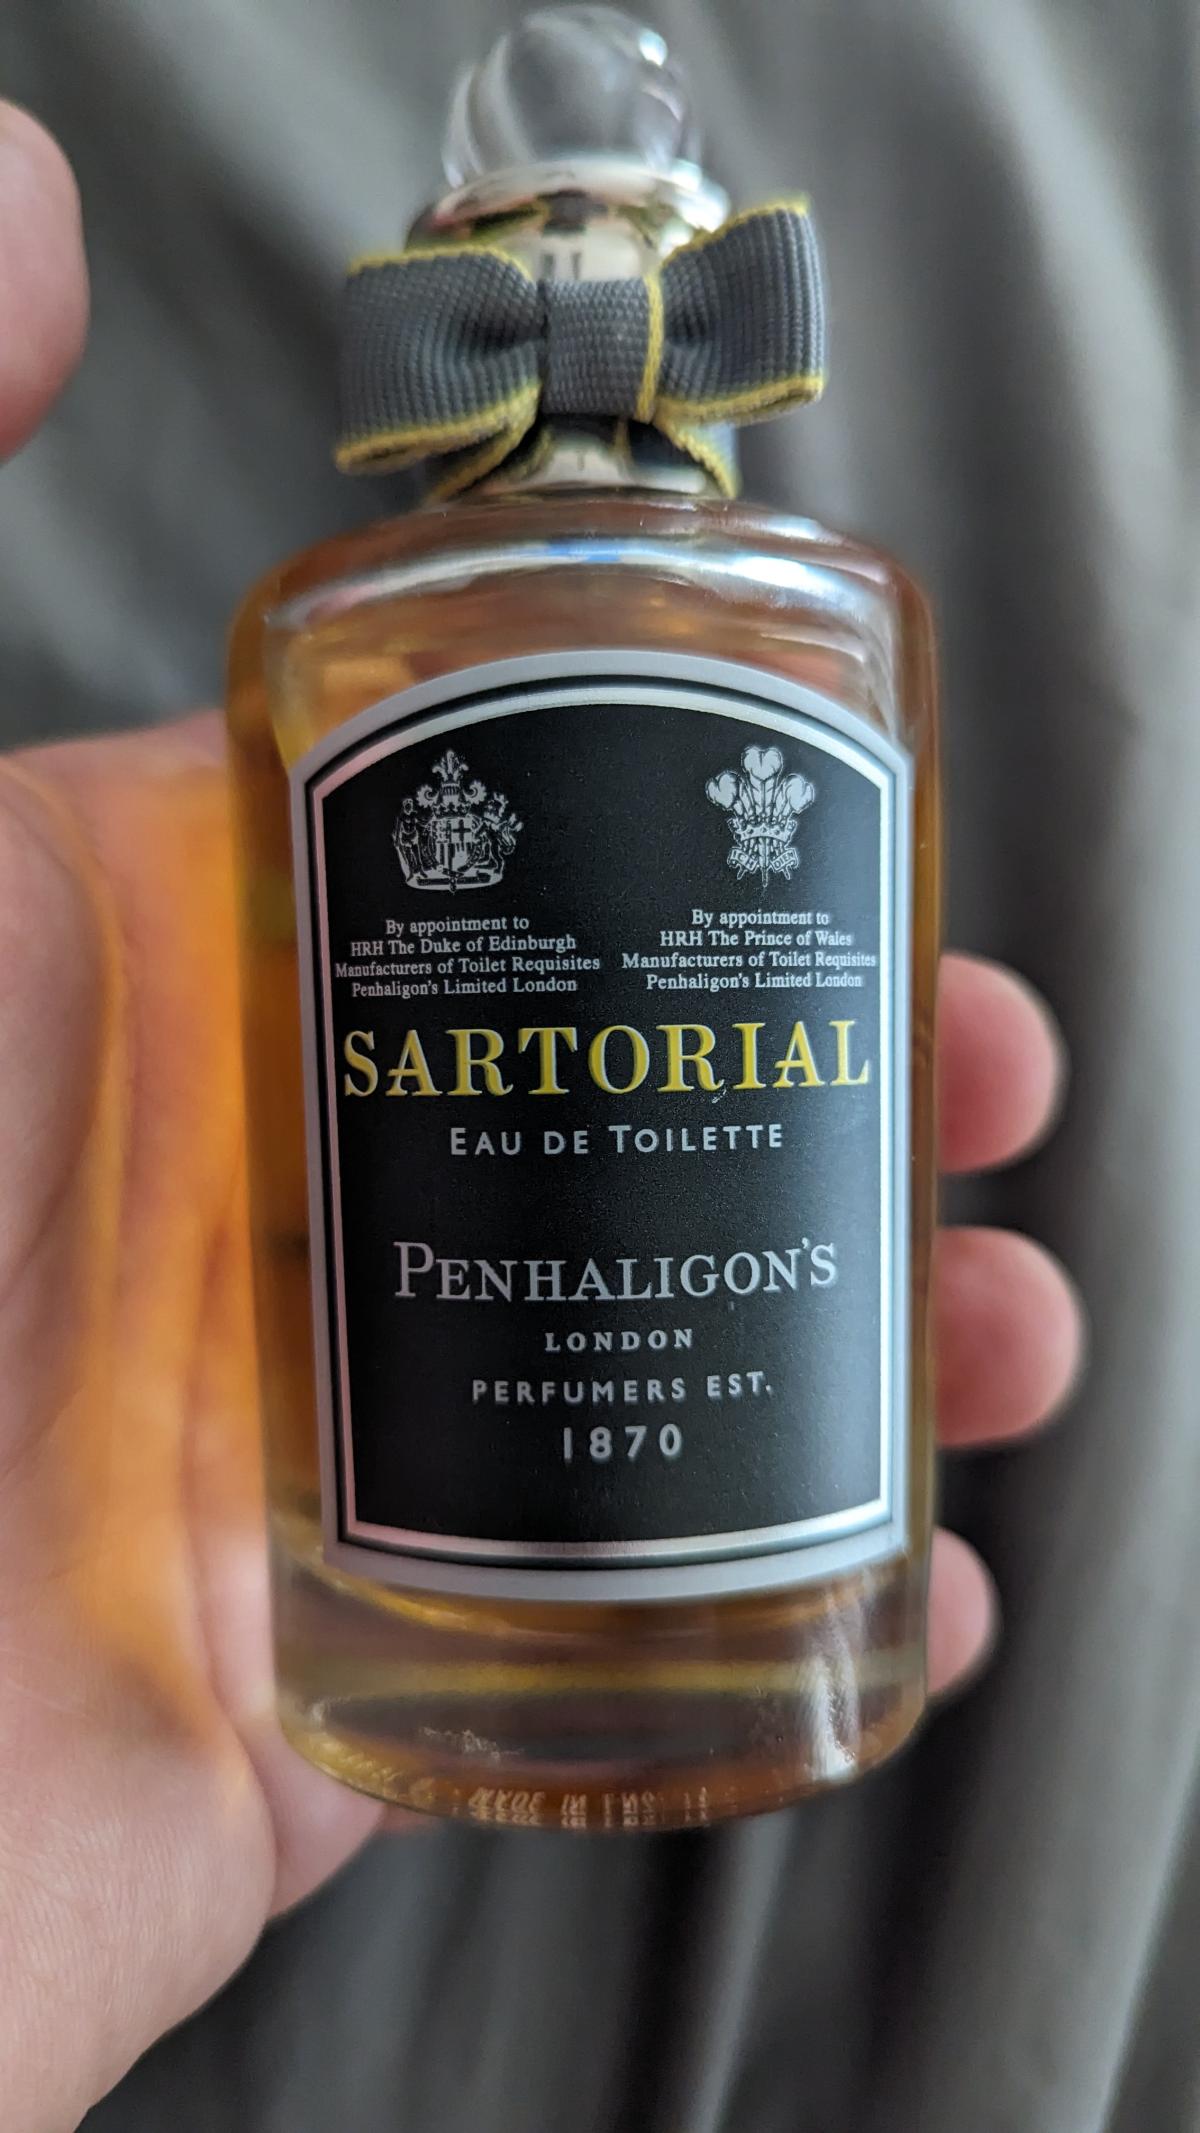 By appointment to
HRH The Duke of Edinburgh
Manufacturers of Toilet Requisites
Penhaligon's Limited London
By appointment to
HRH The Prince of Wales
Manufacturers of Toilet Requisites
Penhaligon's Limited London
SARTORIAL
EAU DE TOILETTE
PENHALIGON'S
LONDON
PERFUMERS EST.
1870
MADE IN